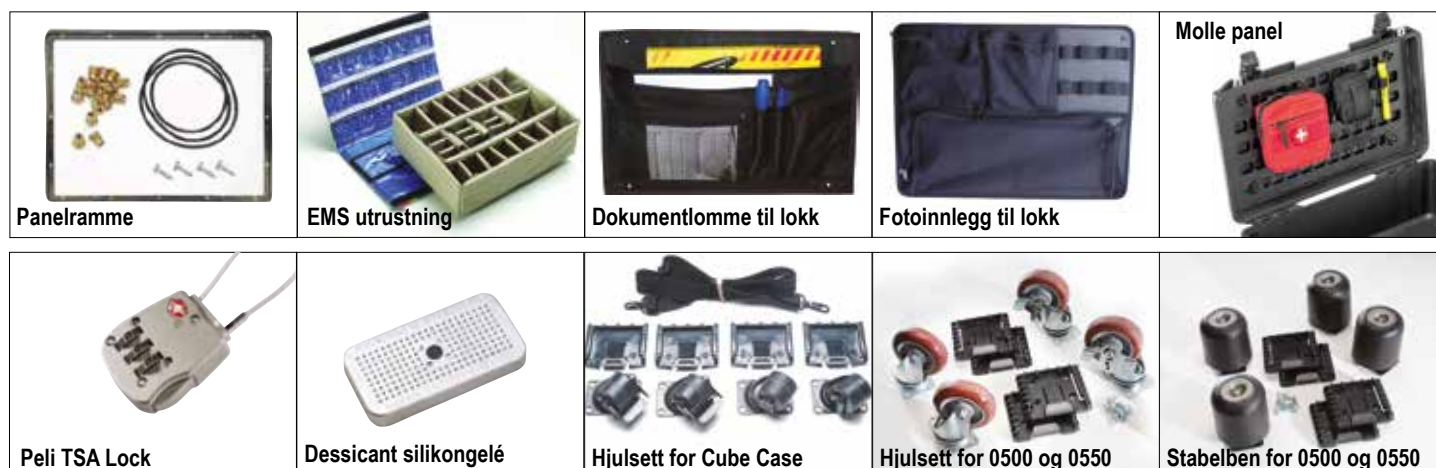 Panelramme
EMS utrustning
Dokumentlomme til lokk
Fotoinnlegg til lokk
Molle panel
Peli TSA Lock
Dessicant silikongelé
Hjulsett for Cube Case
Hjulsett for 0500 og 0550
Stabelben for 0500 og 0550